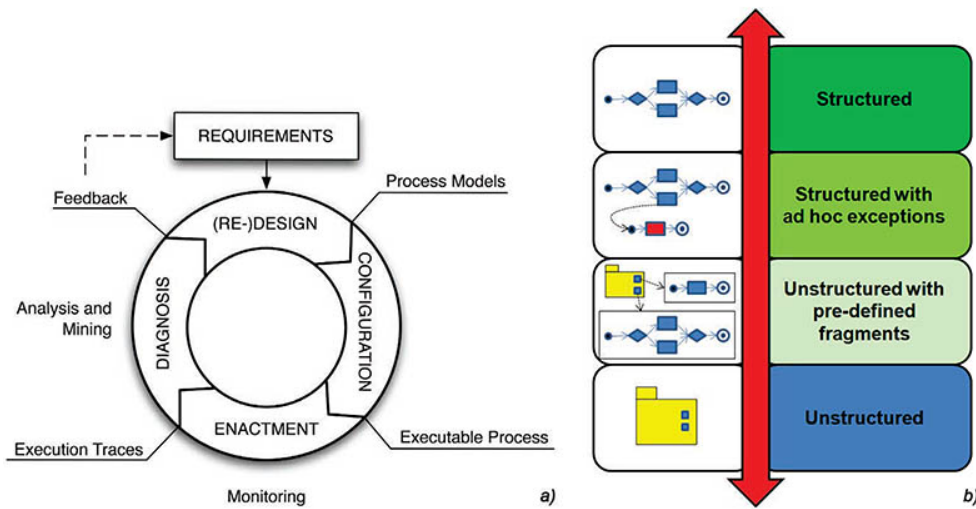 REQUIREMENTS
Feedback
Process Models
(RE-)DESIGN
CONFIGURATION
DIAGNOSIS
Analysis and
Mining
ENACTMENT
Execution Traces
Executable Process
Monitoring
a)
Structured
Structured with
ad hoc exceptions
Unstructured with
pre-defined
fragments
Unstructured
b)